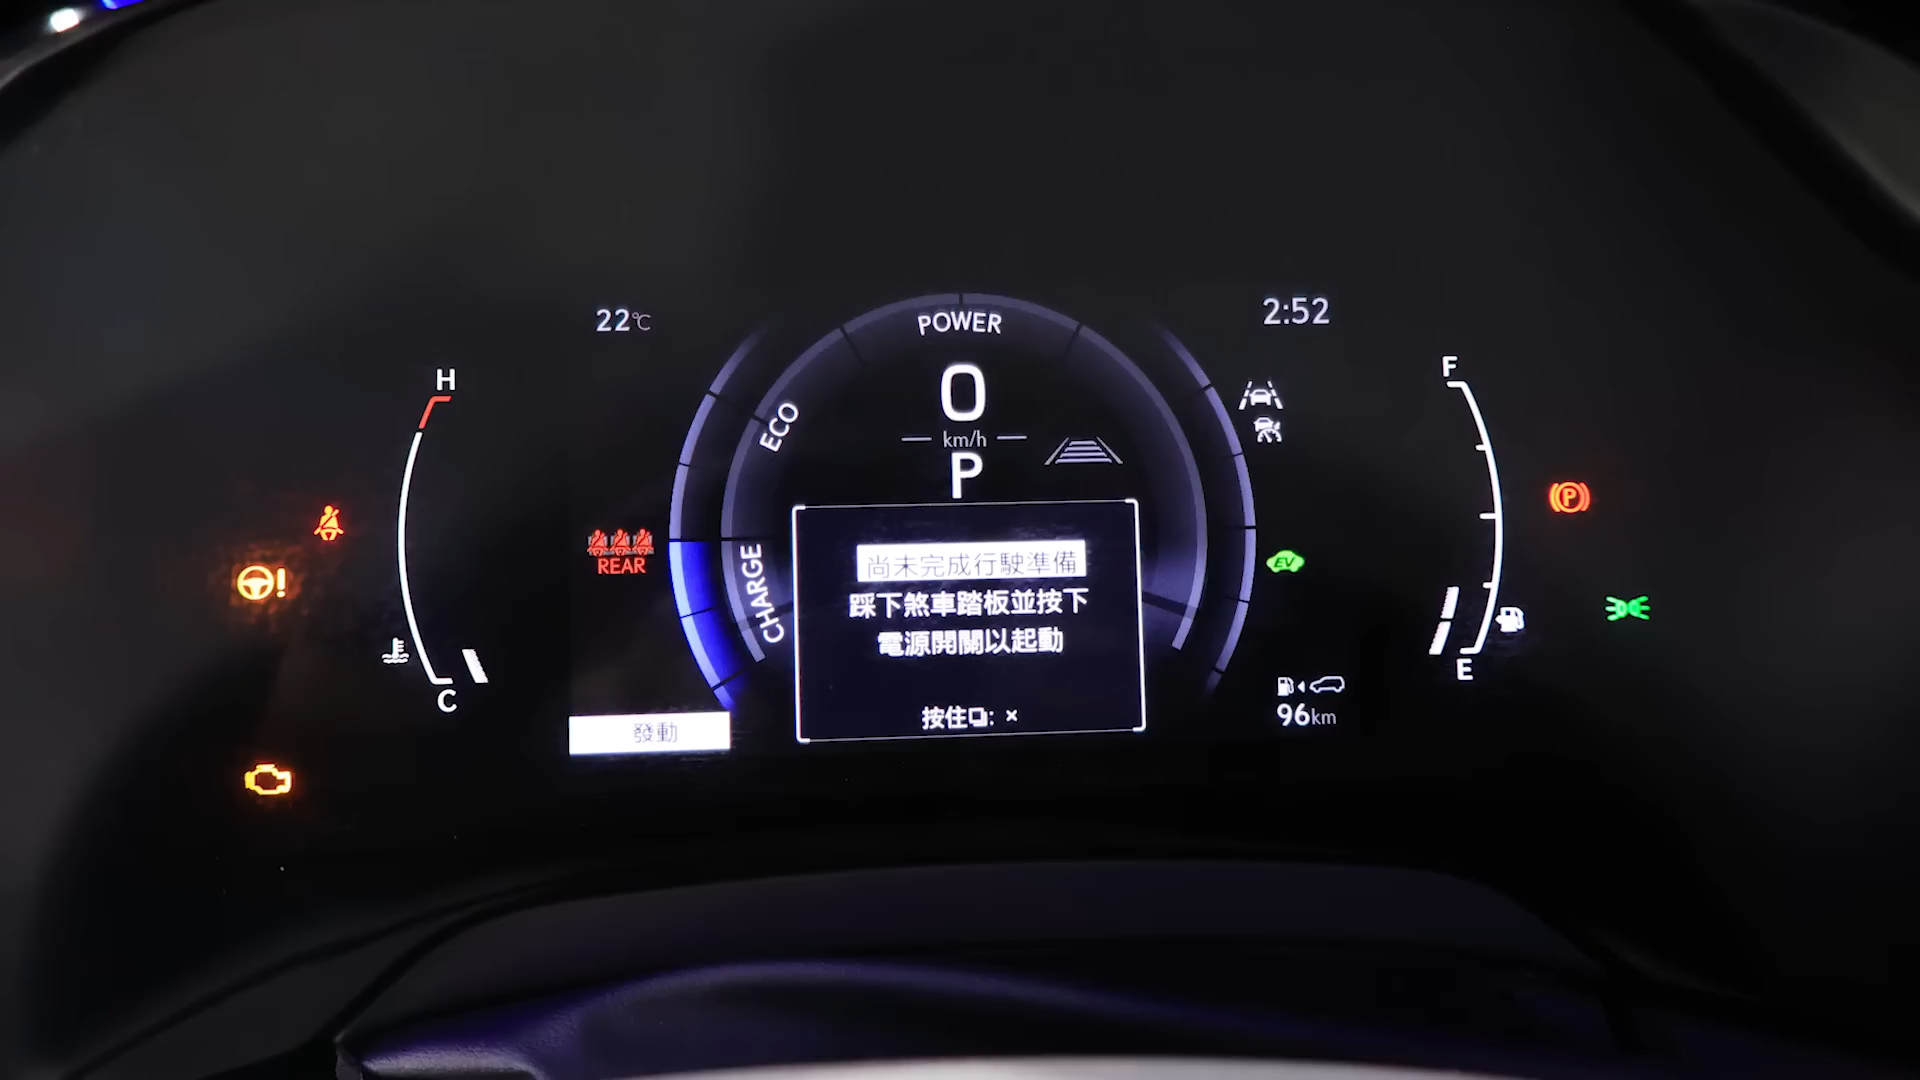 22℃
2:52
POWER
H
F
0
ECO
km/h
P
REAR
CHARGE
EV
尚未完成行駛準備
踩下煞車踏板並按下
電源開關以起動
C
E
96km
按住: ×
發動